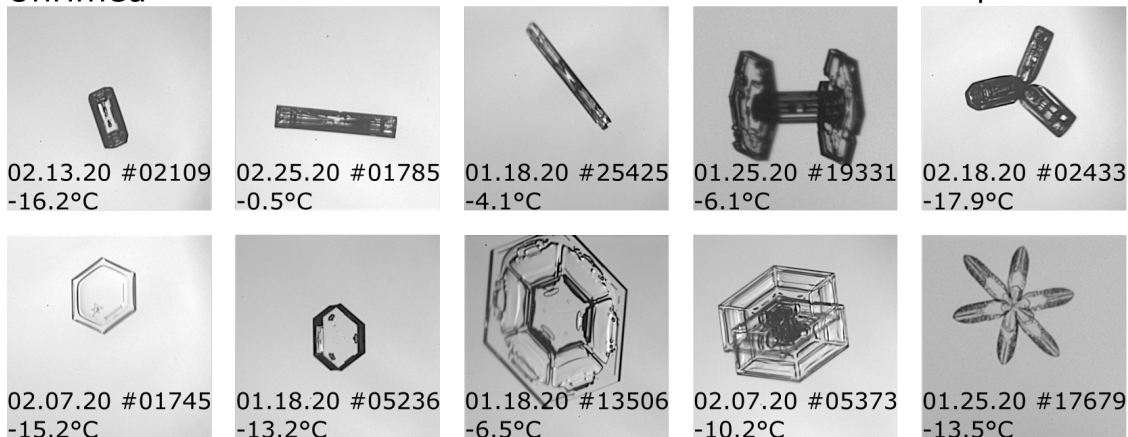 02.13.20 #02109
-16.2°C
02.25.20 #01785
-0.5°C
01.18.20 #25425
-4.1°C
01.25.20 #19331
-6.1°C
02.18.20 #02433
-17.9°C
02.07.20 #01745
-15.2°C
01.18.20 #05236
-13.2°C
01.18.20 #13506
-6.5°C
02.07.20 #05373
-10.2°C
01.25.20 #17679
-13.5°C